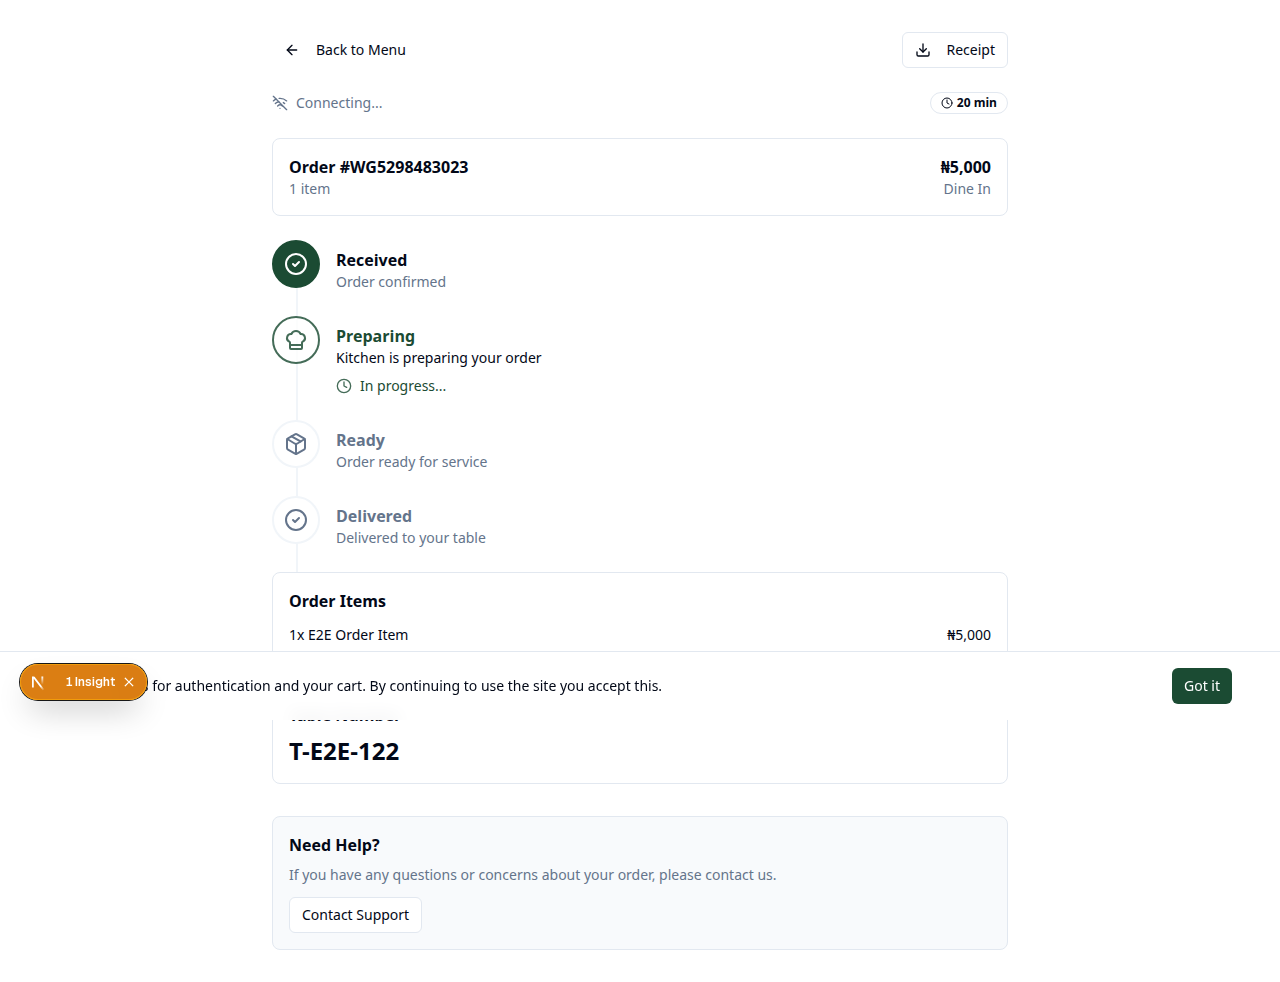 Back to Menu
Receipt
Connecting...
20 min
Order #WG5298483023
₦5,000
1 item
Dine In
Received
Order confirmed
Preparing
Kitchen is preparing your order
In progress...
Ready
Order ready for service
Delivered
Delivered to your table
Order Items
1x E2E Order Item
₦5,000
1 Insight
for authentication and your cart. By continuing to use the site you accept this.
Got it
T-E2E-122
Need Help?
If you have any questions or concerns about your order, please contact us.
Contact Support